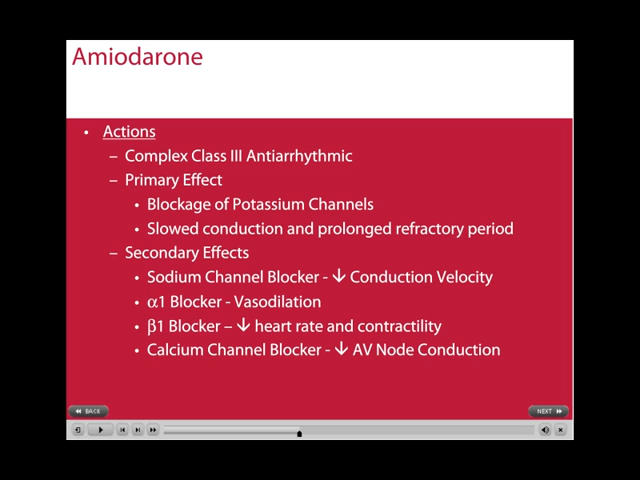 Amiodarone
• Actions
– Complex Class III Antiarrhythmic
– Primary Effect
• Blockage of Potassium Channels
• Slowed conduction and prolonged refractory period
– Secondary Effects
• Sodium Channel Blocker - ↓ Conduction Velocity
• α1 Blocker - Vasodilation
• β1 Blocker – ↓ heart rate and contractility
• Calcium Channel Blocker - ↓ AV Node Conduction
BACK
NEXT